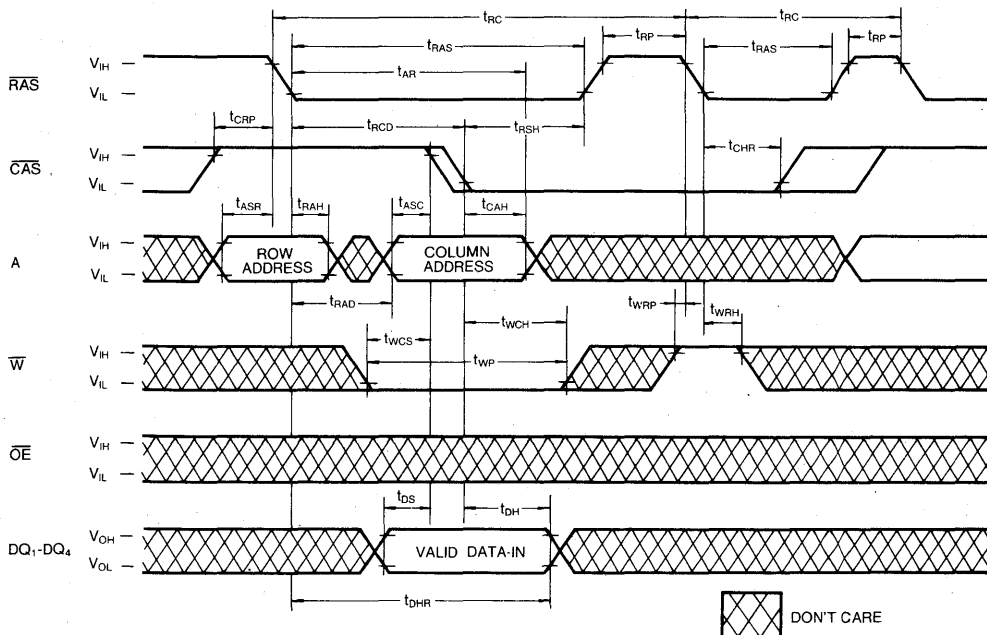 tRC tRC
tRAS tRP tRAS tRP
tAR
RAS VIH
VIL
tCRP tRCD tRSH
CAS VIH
VIL
tCHR
tASR tRAH tASC tCAH
A VIH
VIL
ROW ADDRESS
COLUMN ADDRESS
tRAD tWCH tWRP tWRH
tWCS
tWP
W VIH
VIL
OE VIH
VIL
tDS tDH
DQ1-DQ4 VOH
VOL
VALID DATA-IN
tDHR
DON'T CARE